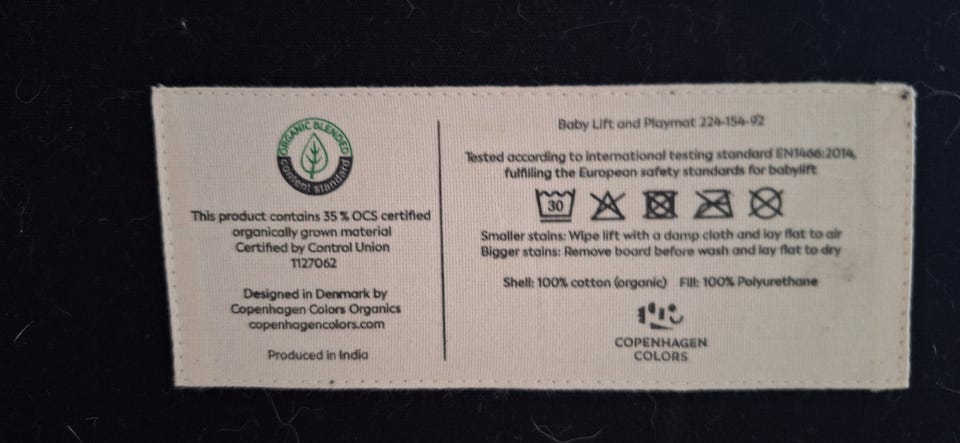 ORGANIC BLENDED
content standard
This product contains 35 % OCS certified
organically grown material
Certified by Control Union
1127062
Designed in Denmark by
Copenhagen Colors Organics
copenhagencolors.com
Produced in India
Baby Lift and Playmat 224-154-92
Tested according to international testing standard EN1466:2014,
fulfilling the European safety standards for babylift
30
Smaller stains: Wipe lift with a damp cloth and lay flat to air
Bigger stains: Remove board before wash and lay flat to dry
Shell: 100% cotton (organic) Fill: 100% Polyurethane
COPENHAGEN
COLORS